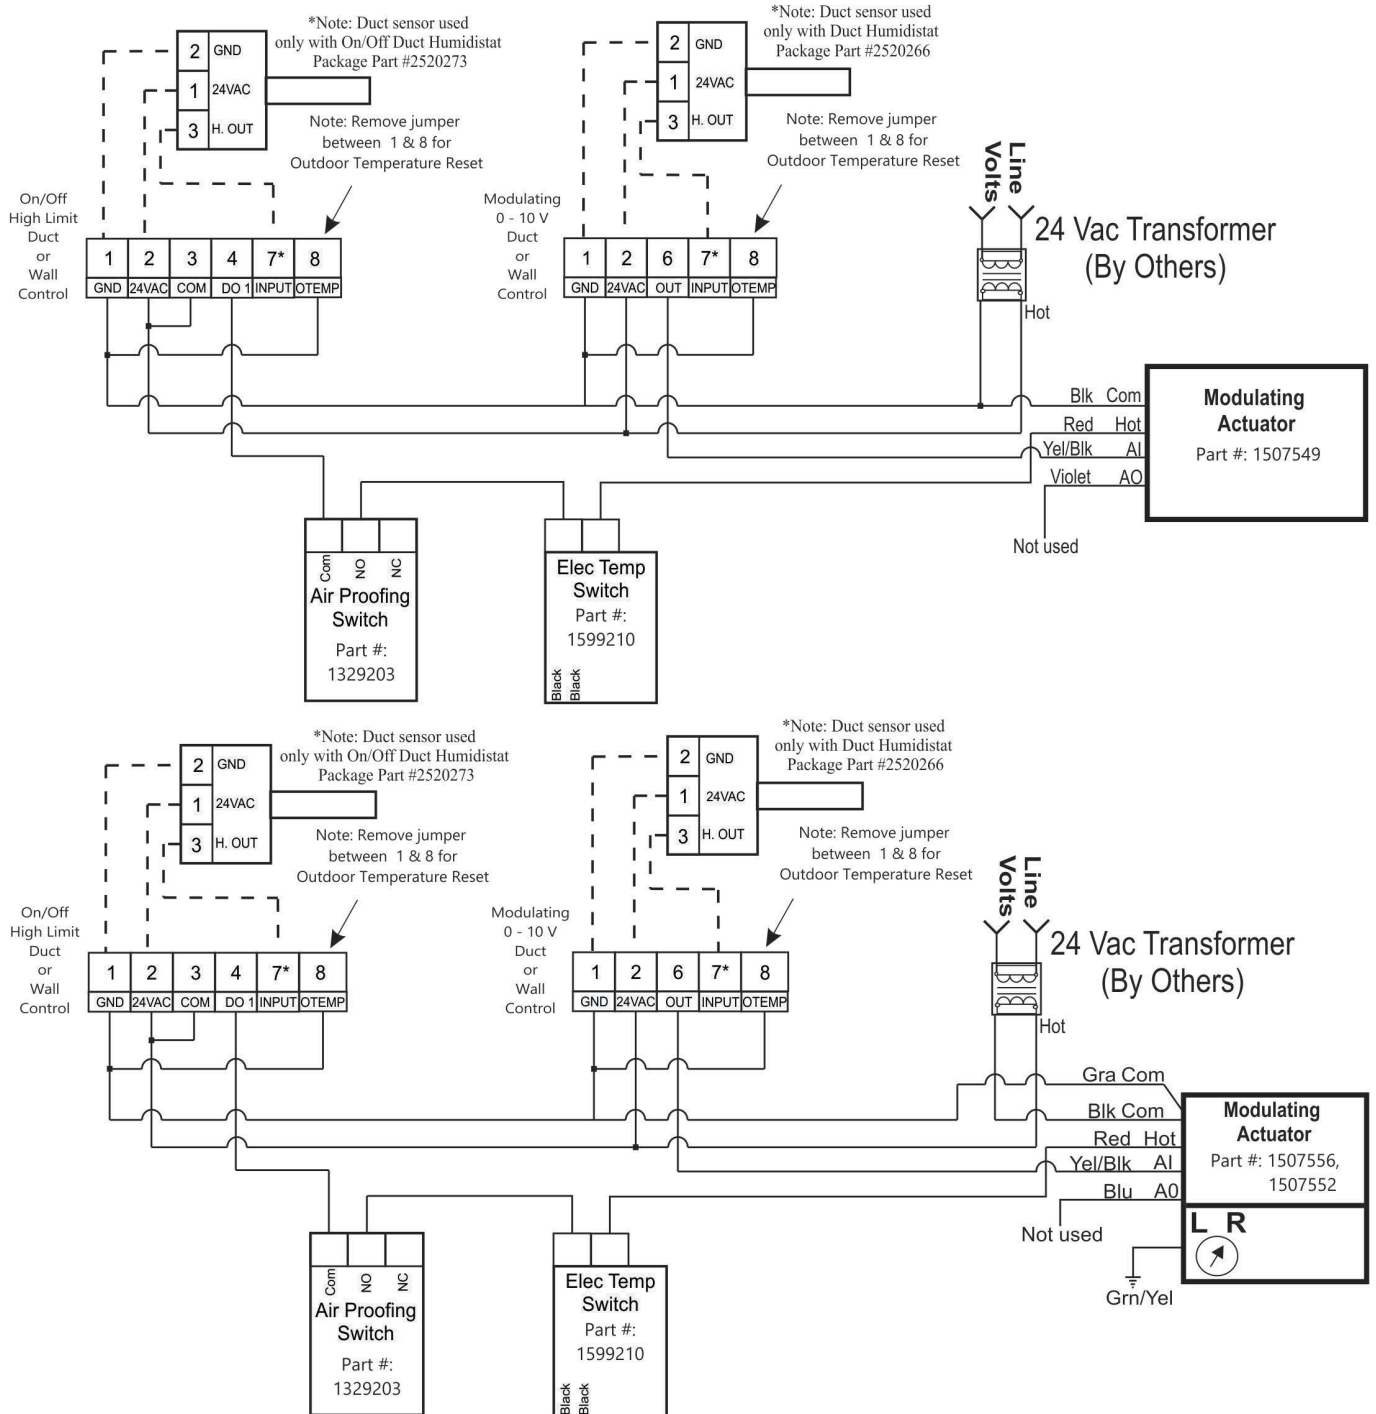 *Note: Duct sensor used
only with On/Off Duct Humidistat
Package Part #2520273
2 GND
1 24VAC
3 H. OUT
Note: Remove jumper
between 1 & 8 for
Outdoor Temperature Reset
On/Off
High Limit
Duct
or
Wall
Control
1 2 3 4 7* 8
GND 24VAC COM DO 1 INPUT OTEMP
*Note: Duct sensor used
only with Duct Humidistat
Package Part #2520266
2 GND
1 24VAC
3 H. OUT
Note: Remove jumper
between 1 & 8 for
Outdoor Temperature Reset
Modulating
0 - 10 V
Duct
or
Wall
Control
1 2 6 7* 8
GND 24VAC OUT INPUT OTEMP
Line
Volts
24 Vac Transformer
(By Others)
Hot
Blk Com
Red Hot
Yel/Blk AI
Violet AO
Not used
Modulating
Actuator
Part #: 1507549
Com NO NC
Air Proofing
Switch
Part #:
1329203
Elec Temp
Switch
Part #:
1599210
Black
Black
*Note: Duct sensor used
only with On/Off Duct Humidistat
Package Part #2520273
2 GND
1 24VAC
3 H. OUT
Note: Remove jumper
between 1 & 8 for
Outdoor Temperature Reset
On/Off
High Limit
Duct
or
Wall
Control
1 2 3 4 7* 8
GND 24VAC COM DO 1 INPUT OTEMP
*Note: Duct sensor used
only with Duct Humidistat
Package Part #2520266
2 GND
1 24VAC
3 H. OUT
Note: Remove jumper
between 1 & 8 for
Outdoor Temperature Reset
Modulating
0 - 10 V
Duct
or
Wall
Control
1 2 6 7* 8
GND 24VAC OUT INPUT OTEMP
Line
Volts
24 Vac Transformer
(By Others)
Hot
Gra Com
Blk Com
Red Hot
Yel/Blk AI
Blu A0
Not used
Grn/Yel
Modulating
Actuator
Part #: 1507556,
1507552
L R
Com NO NC
Air Proofing
Switch
Part #:
1329203
Elec Temp
Switch
Part #:
1599210
Black
Black